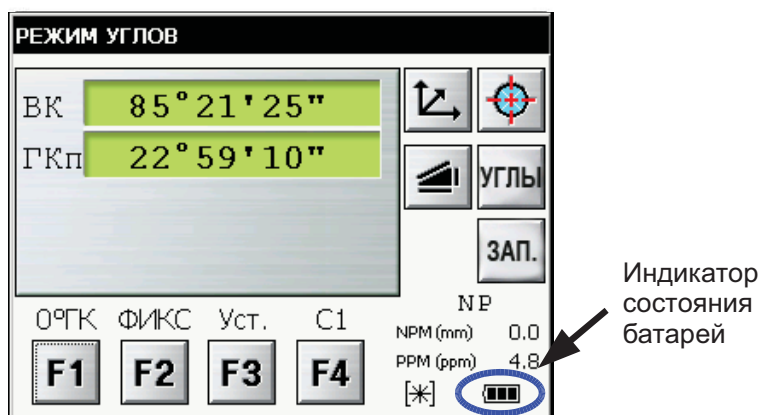 РЕЖИМ УГЛОВ
ВК 85°21'25"
ГКп 22°59'10"
УГЛЫ
ЗАП.
0°ГК ФИКС Уст. С1
F1 F2 F3 F4
NP
NPM (mm) 0.0
PPM (ppm) 4.8
[*]
Индикатор
состояния
батарей